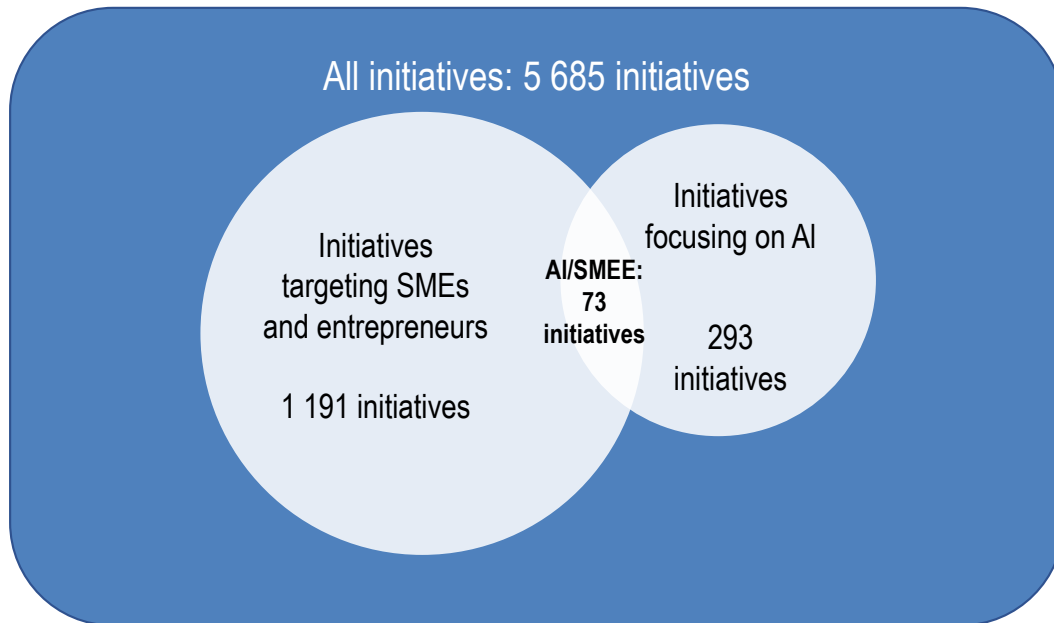 All initiatives: 5 685 initiatives
Initiatives
targeting SMEs
and entrepreneurs
1 191 initiatives
AI/SMEE:
73
initiatives
Initiatives
focusing on AI
293
initiatives